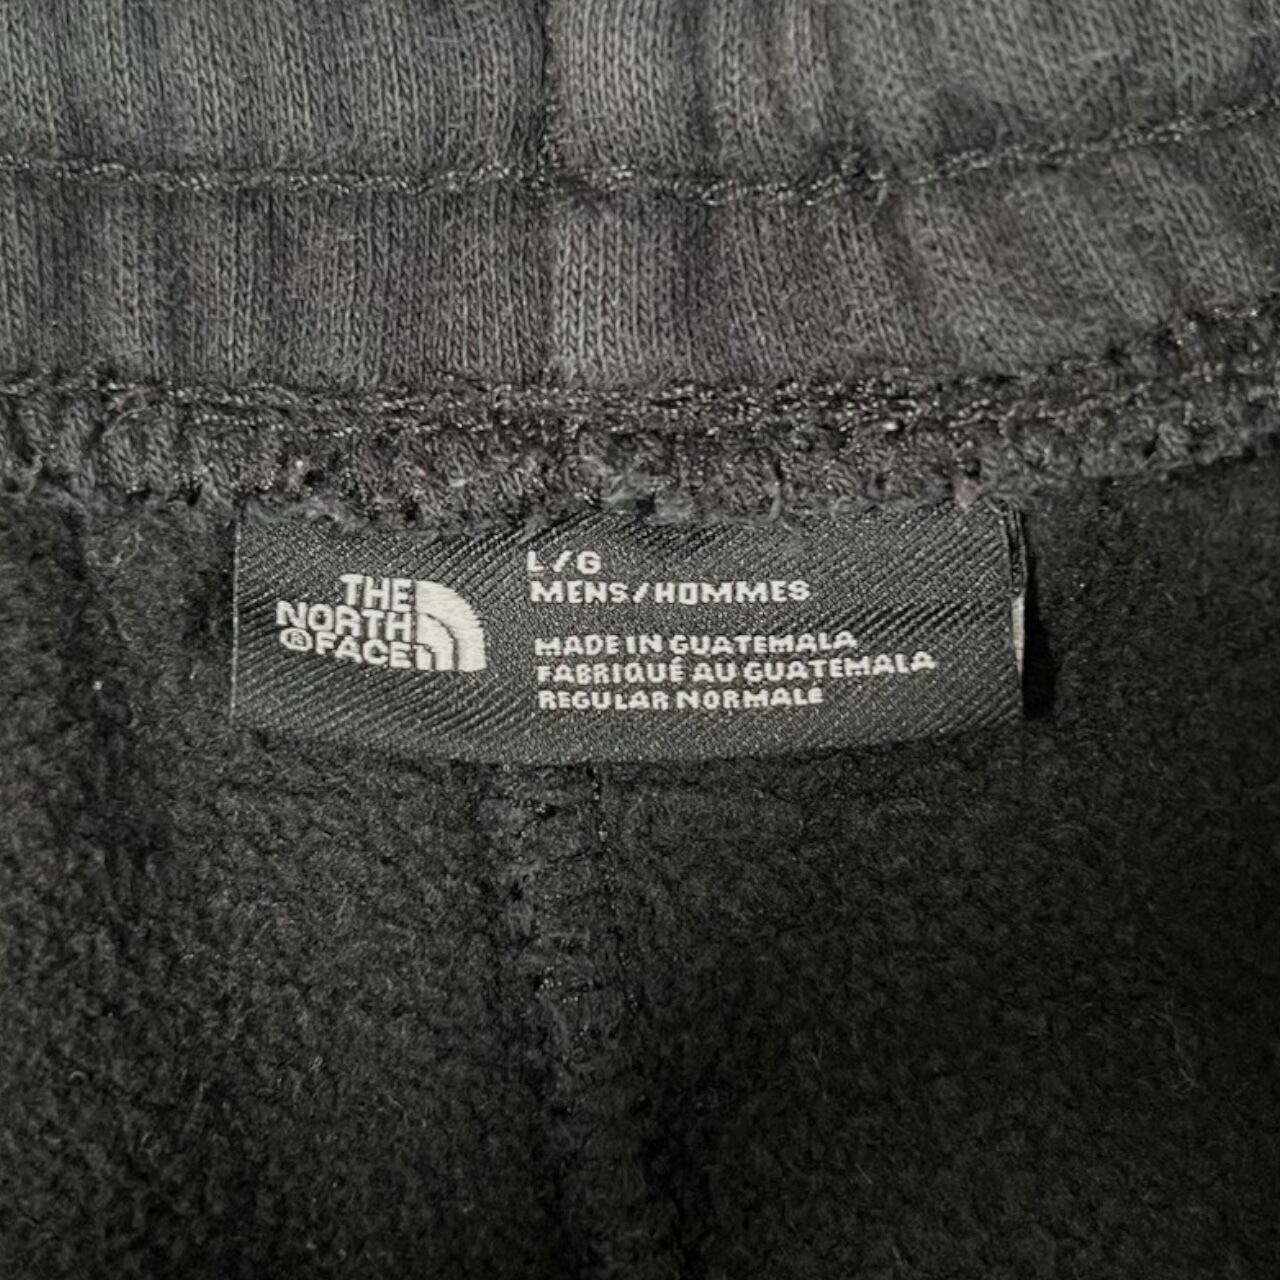 THE
NORTH
®FACE
L/G
MENS/HOMMES
MADE IN GUATEMALA
FABRIQUÉ AU GUATEMALA
REGULAR NORMALE